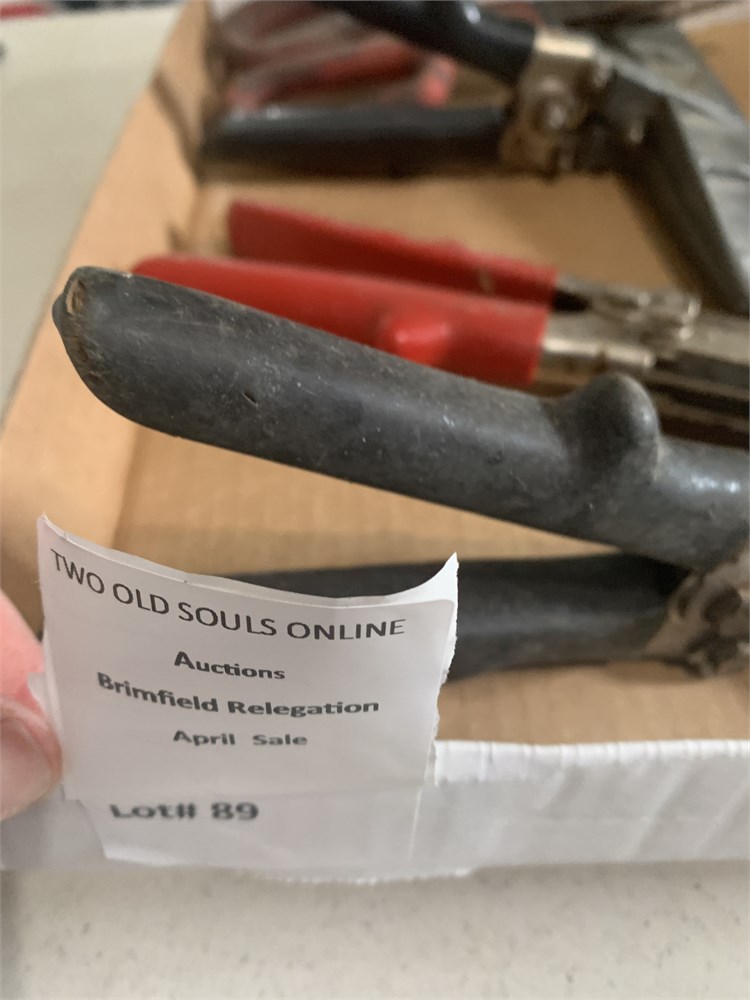 TWO OLD SOULS ONLINE
Auctions
Brimfield Relegation
April Sale
Lot# 89